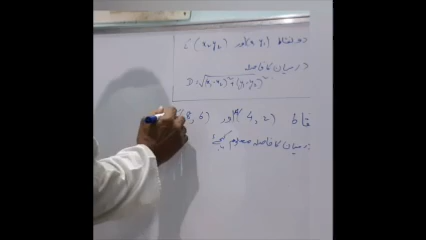 دو نقاط (x₁, y₁) اور (x₂, y₂) کے
درمیان کا فاصلہ
D = √(x₁-x₂)²+(y₁-y₂)²
نقاط (4, 2) اور (8, 6)
درمیان کا فاصلہ معلوم کیجئے